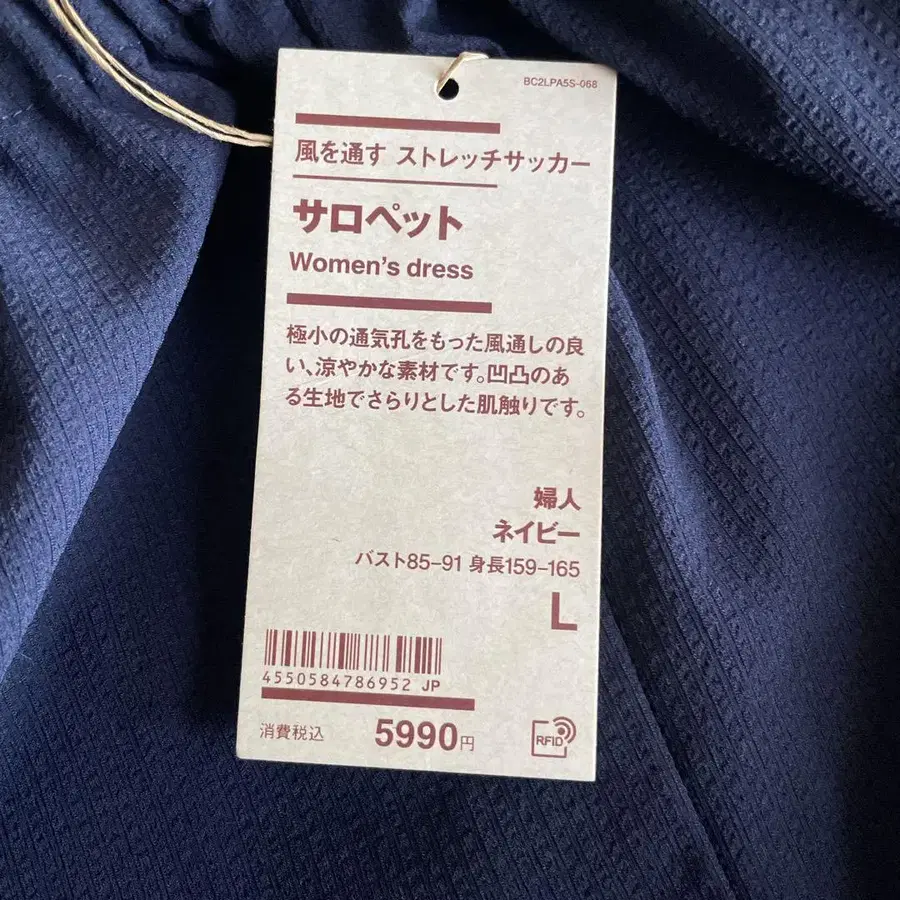 BC2LPA5S-068
風を通す ストレッチサッカー
サロペット
Women's dress
極小の通気孔をもった風通しの良
い、涼やかな素材です。凹凸のあ
る生地でさらりとした肌触りです。
婦人
ネイビー
バスト85–91 身長159–165
L
4550584786952 JP
消費税込 5990円
RFID